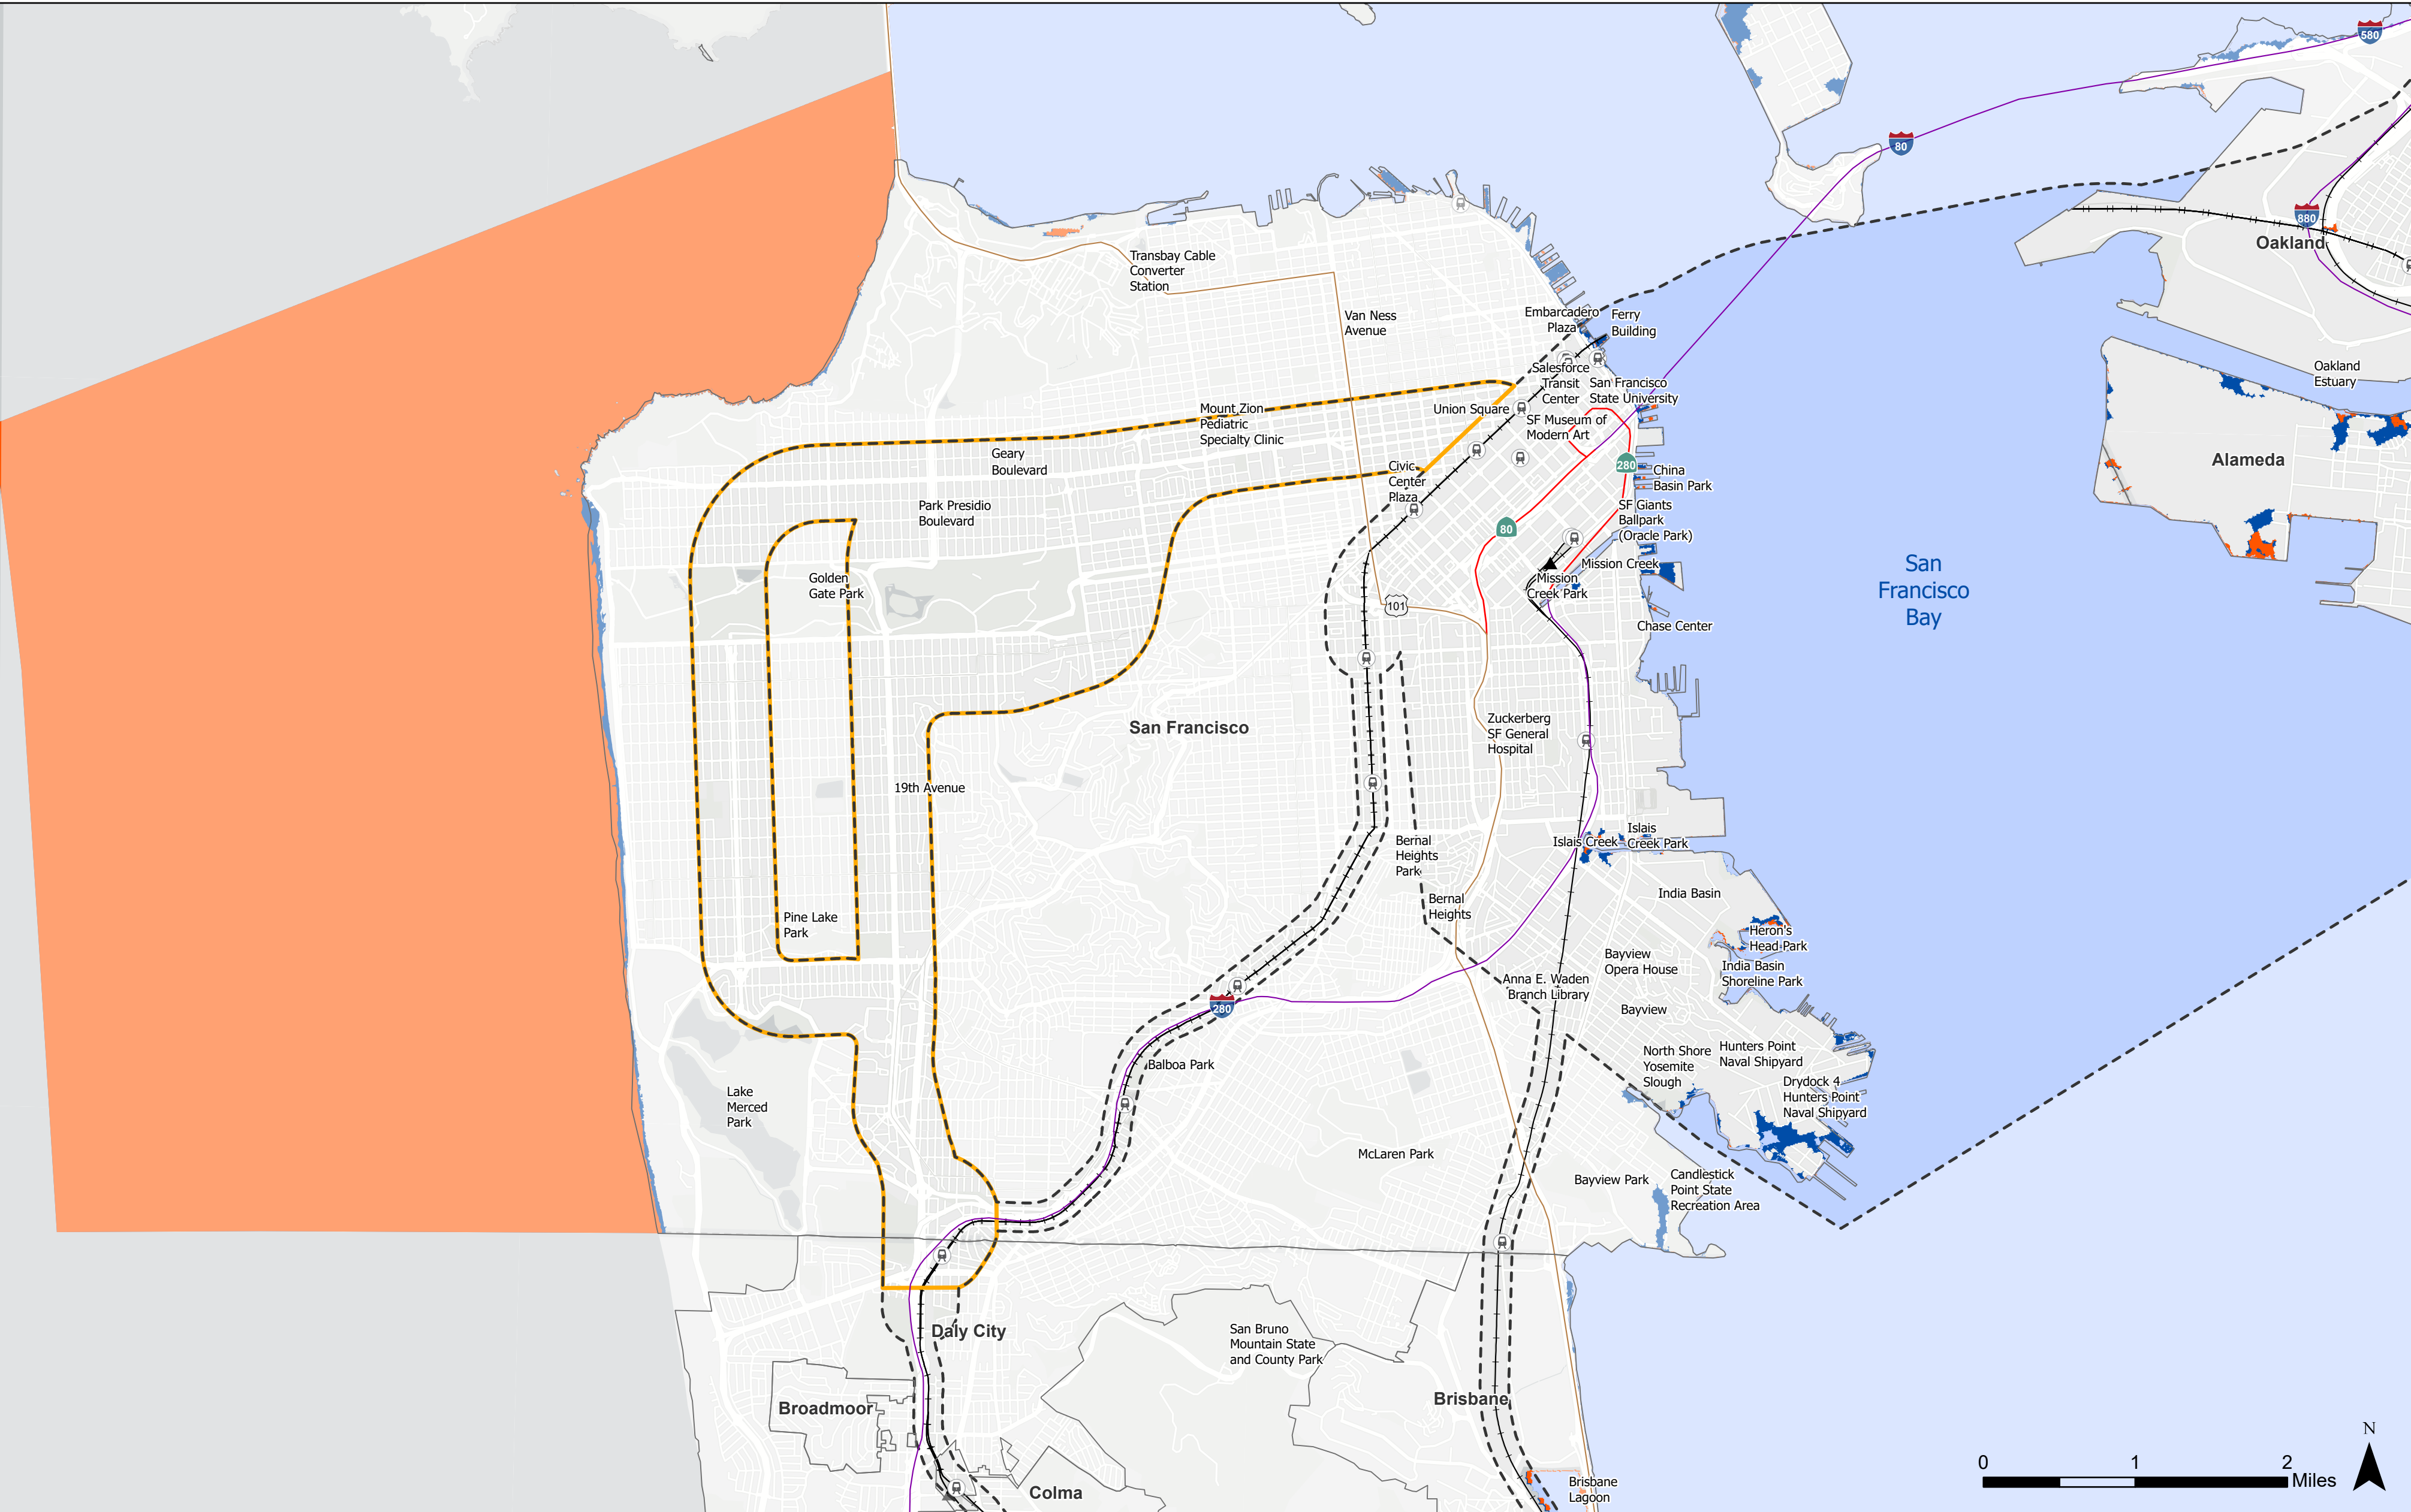 580
80
880
Oakland
Transbay Cable
Converter
Station
Van Ness
Avenue
Embarcadero
Plaza
Ferry
Building
Oakland
Estuary
Salesforce
Transit
Center
San Francisco
State University
Mount Zion
Pediatric
Specialty Clinic
Union Square
SF Museum of
Modern Art
Geary
Boulevard
Civic
Center
Plaza
280
China
Basin Park
Alameda
Park Presidio
Boulevard
SF Giants
Ballpark
(Oracle Park)
80
Mission Creek
Mission
Creek Park
Golden
Gate Park
San
Francisco
Bay
101
Chase Center
San Francisco
Zuckerberg
SF General
Hospital
19th Avenue
Bernal
Heights
Park
Islais Creek
Islais
Creek Park
India Basin
Bernal
Heights
Pine Lake
Park
Heron's
Head Park
Bayview
Opera House
India Basin
Shoreline Park
Anna E. Waden
Branch Library
280
Bayview
Balboa Park
North Shore
Yosemite
Slough
Hunters Point
Naval Shipyard
Lake
Merced
Park
Drydock 4
Hunters Point
Naval Shipyard
McLaren Park
Bayview Park
Candlestick
Point State
Recreation Area
Daly City
San Bruno
Mountain State
and County Park
Broadmoor
Brisbane
Colma
Brisbane
Lagoon
N
0 1 2
Miles